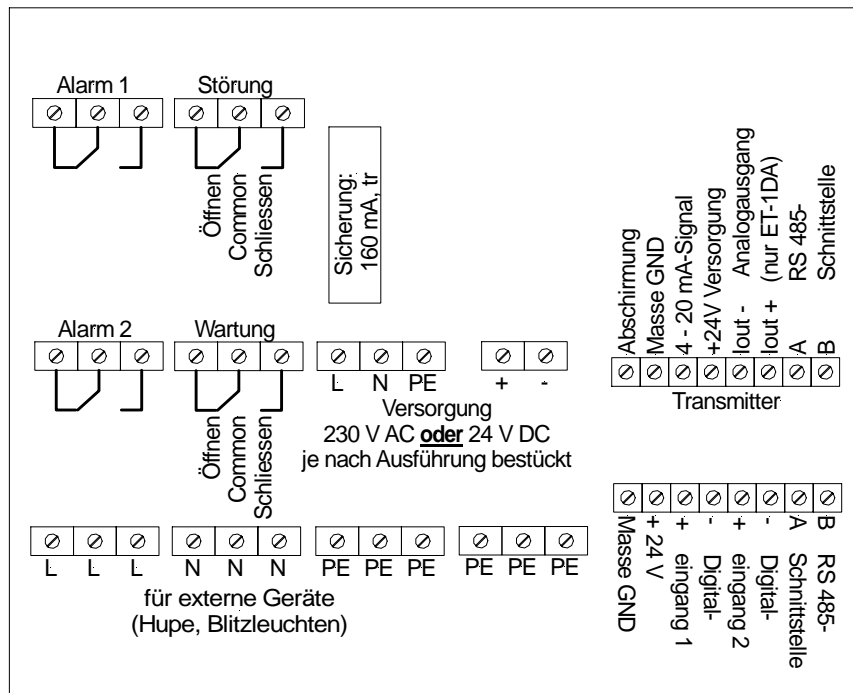 Alarm 1
Störung
Öffnen
Common
Schliessen
Sicherung:
160 mA, tr
Alarm 2
Wartung
Öffnen
Common
Schliessen
L N PE
+ -
Versorgung
230 V AC oder 24 V DC
je nach Ausführung bestückt
L L L
N N N
PE PE PE
PE PE PE
für externe Geräte
(Hupe, Blitzleuchten)
Abschirmung
Masse GND
4 - 20 mA-Signal
+24V Versorgung
Iout - Analogausgang
Iout + (nur ET-1DA)
A RS 485-
B Schnittstelle
Transmitter
Masse GND
+ 24 V
+ eingang 1
- Digital-
+ eingang 2
- Digital-
A Schnittstelle
B RS 485-